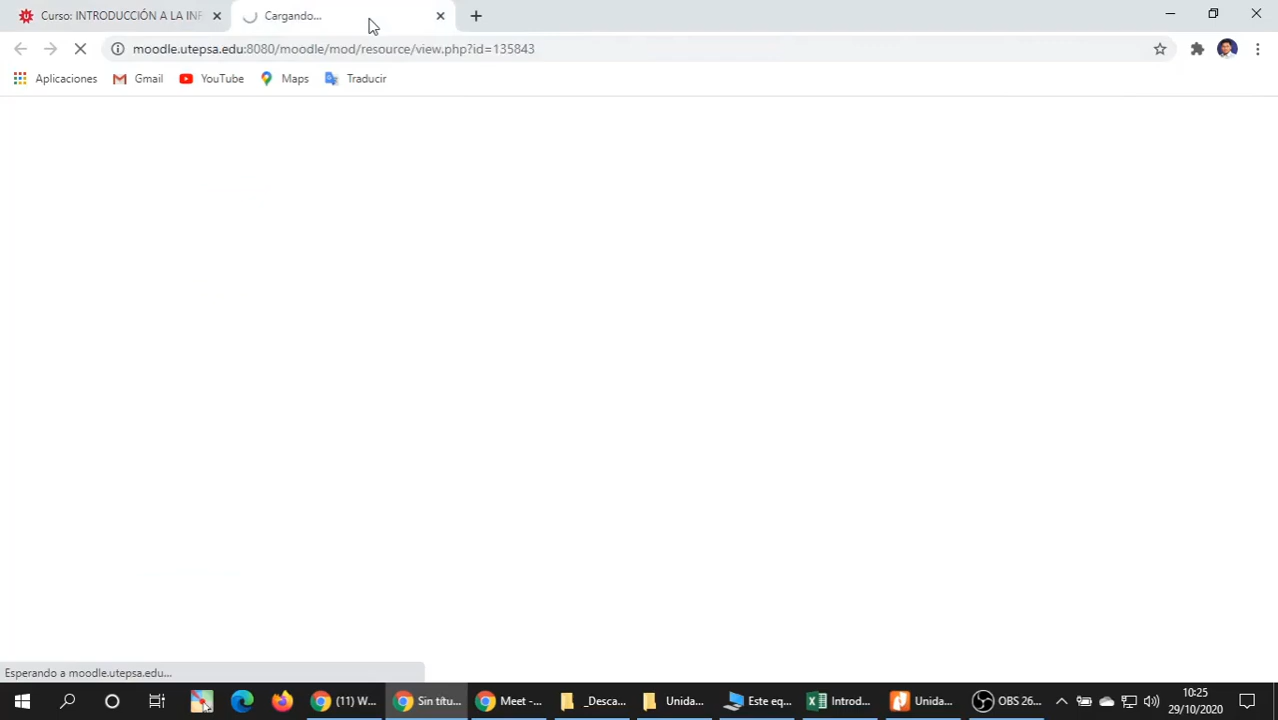 Curso: INTRODUCCIÓN A LA INF
Cargando...
moodle.utepsa.edu:8080/moodle/mod/resource/view.php?id=135843
Aplicaciones
Gmail
YouTube
Maps
Traducir
Esperando a moodle.utepsa.edu...
(11) W...
Sin títu...
Meet -...
_Desca...
Unida...
Este eq...
Introd...
Unida...
OBS 26...
10:25
29/10/2020